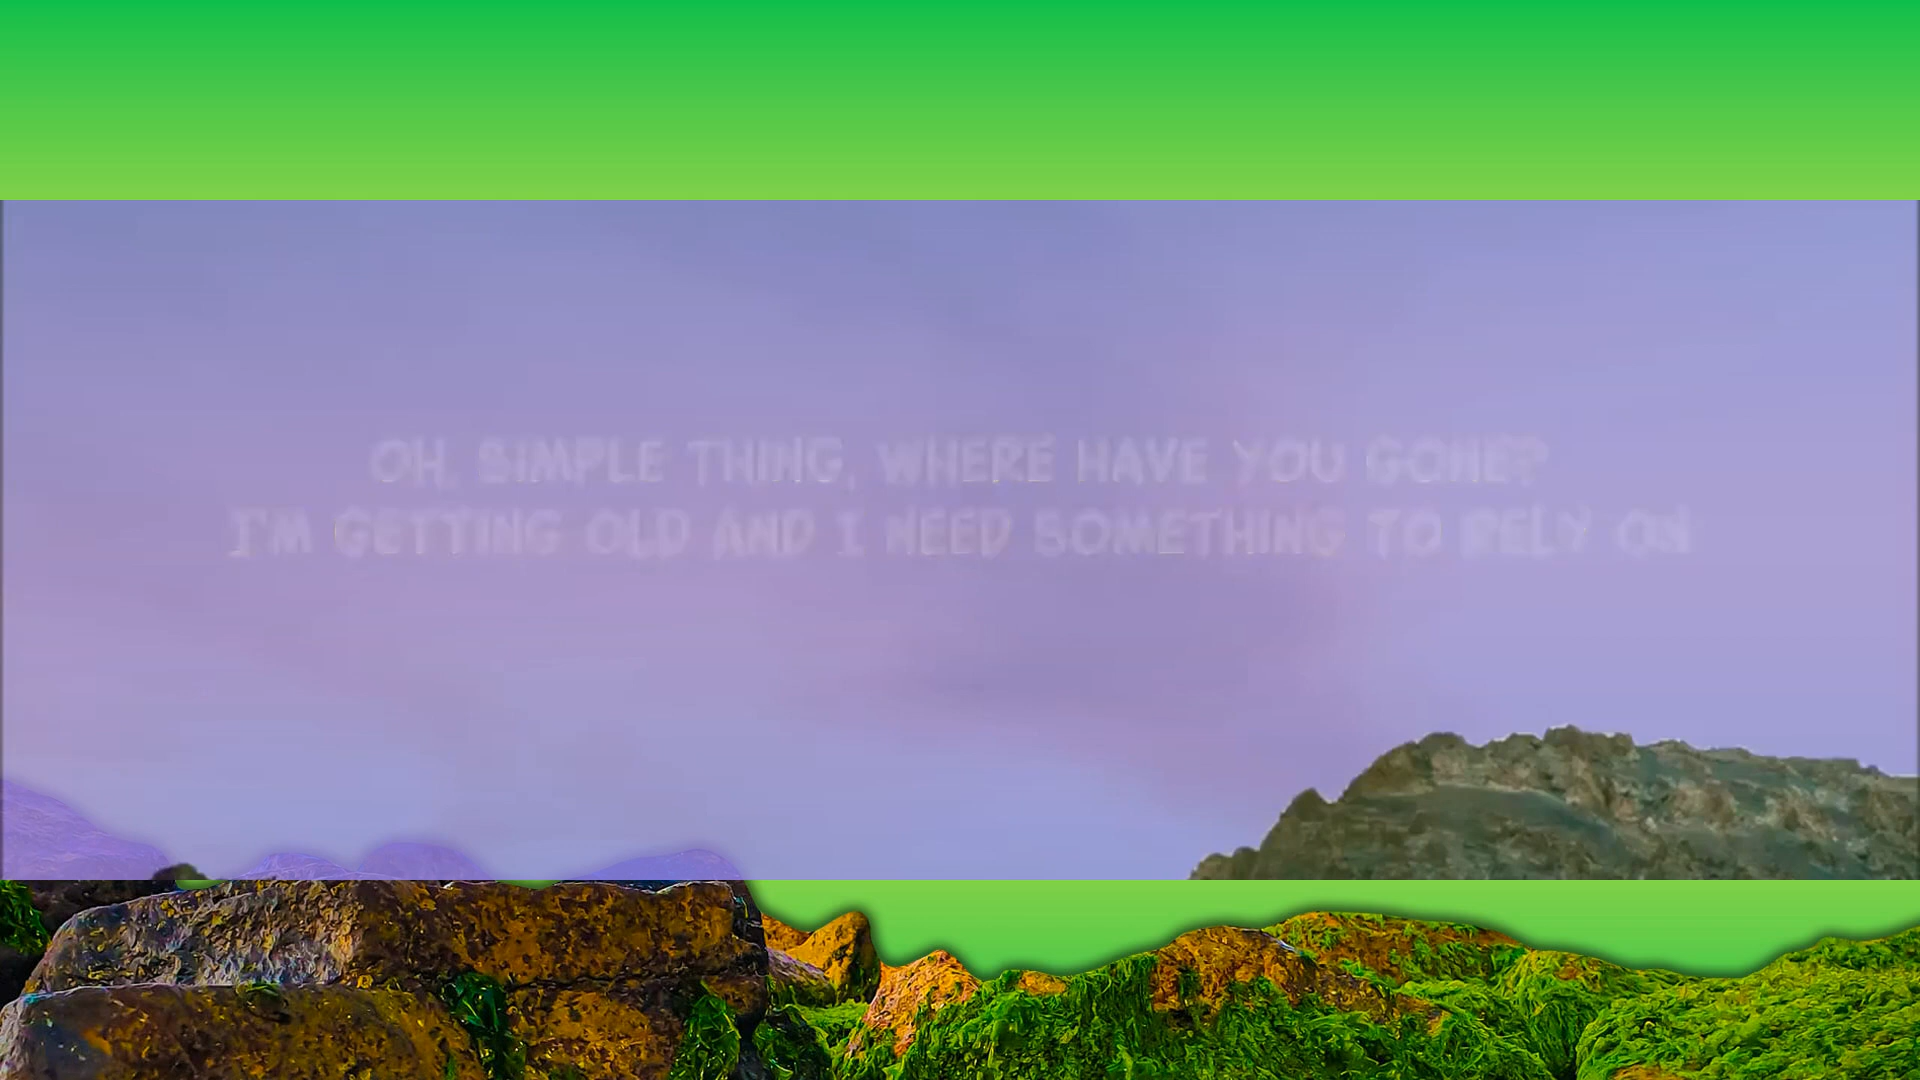 OH, SIMPLE THING, WHERE HAVE YOU GONE?
I'M GETTING OLD AND I NEED SOMETHING TO RELY ON